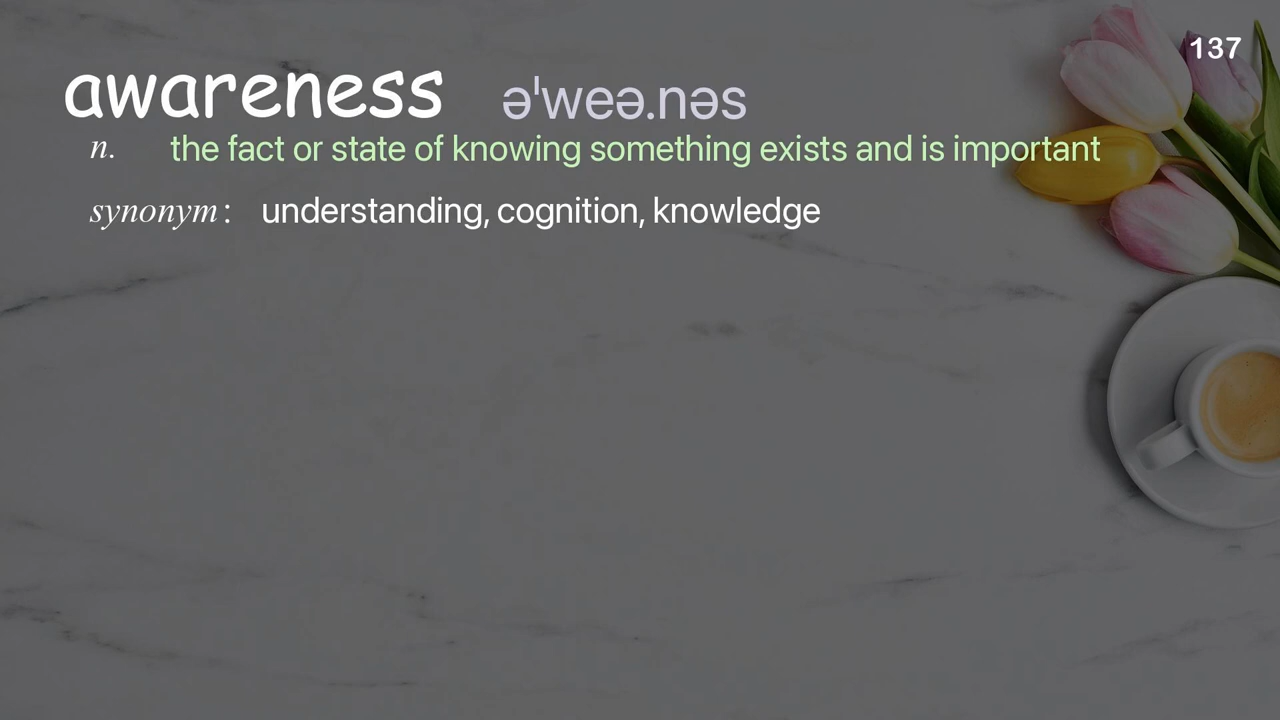 137
awareness ə'weə.nəs
n. the fact or state of knowing something exists and is important
synonym: understanding, cognition, knowledge